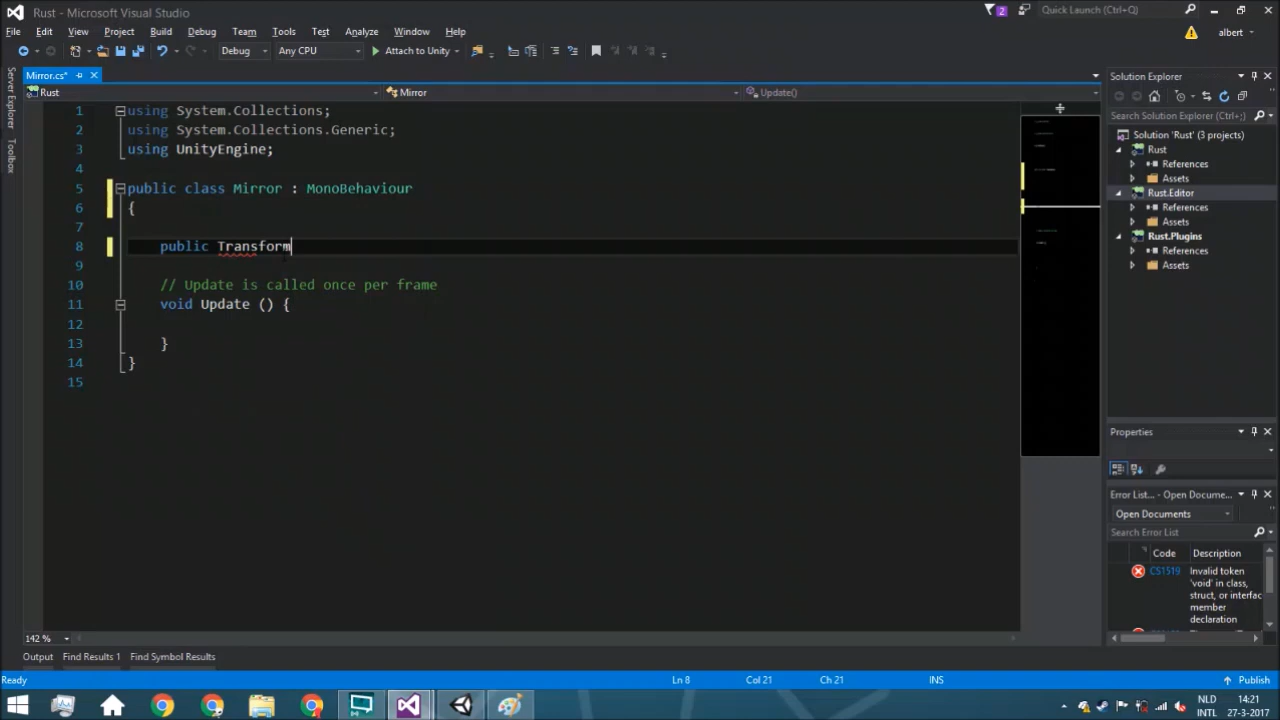 Rust - Microsoft Visual Studio
2
Quick Launch (Ctrl+Q)
File Edit View Project Build Debug Team Tools Test Analyze Window Help
albert
Debug Any CPU Attach to Unity
Server Explorer
Toolbox
Mirror.cs*
Rust Mirror Update()
1 using System.Collections;
2 using System.Collections.Generic;
3 using UnityEngine;
4
5 public class Mirror : MonoBehaviour
6 {
7
8 public Transform
9
10 // Update is called once per frame
11 void Update () {
12
13 }
14 }
15
142 %
Solution Explorer
Search Solution Explorer (Ctrl+;)
Solution 'Rust' (3 projects)
Rust
References
Assets
Rust.Editor
References
Assets
Rust.Plugins
References
Assets
Properties
Error List... - Open Docume...
Open Documents
Search Error List
Code Description
CS1519 Invalid token
'void' in class,
struct, or interfac
member
declaration
Output Find Results 1 Find Symbol Results
Ready Ln 8 Col 21 Ch 21 INS Publish
NLD 14:21
INTL 27-3-2017